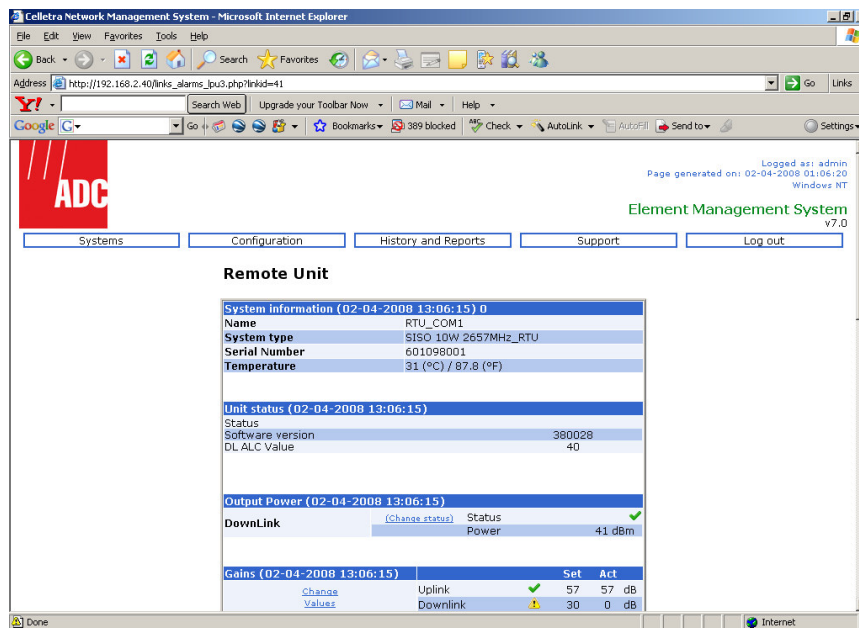 Celletra Network Management System - Microsoft Internet Explorer
File Edit View Favorites Tools Help
Back Search Favorites
Address http://192.168.2.40/links_alarms_lpu3.php?linkid=41 Go Links
Y! Search Web Upgrade your Toolbar Now Mail Help
Google G Go Bookmarks 389 blocked ABC Check AutoLink AutoFill Send to Settings
ADC
Logged as: admin
Page generated on: 02-04-2008 01:06:20
Windows NT
Element Management System
v7.0
Systems Configuration History and Reports Support Log out
Remote Unit
System information (02-04-2008 13:06:15) 0
Name RTU_COM1
System type SISO 10W 2657MHz_RTU
Serial Number 601098001
Temperature 31 (ºC) / 87.8 (ºF)
Unit status (02-04-2008 13:06:15)
Status
Software version 380028
DL ALC Value 40
Output Power (02-04-2008 13:06:15)
DownLink (Change status) Status
Power 41 dBm
Gains (02-04-2008 13:06:15) Set Act
Change Values Uplink 57 57 dB
Downlink 30 0 dB
Done Internet